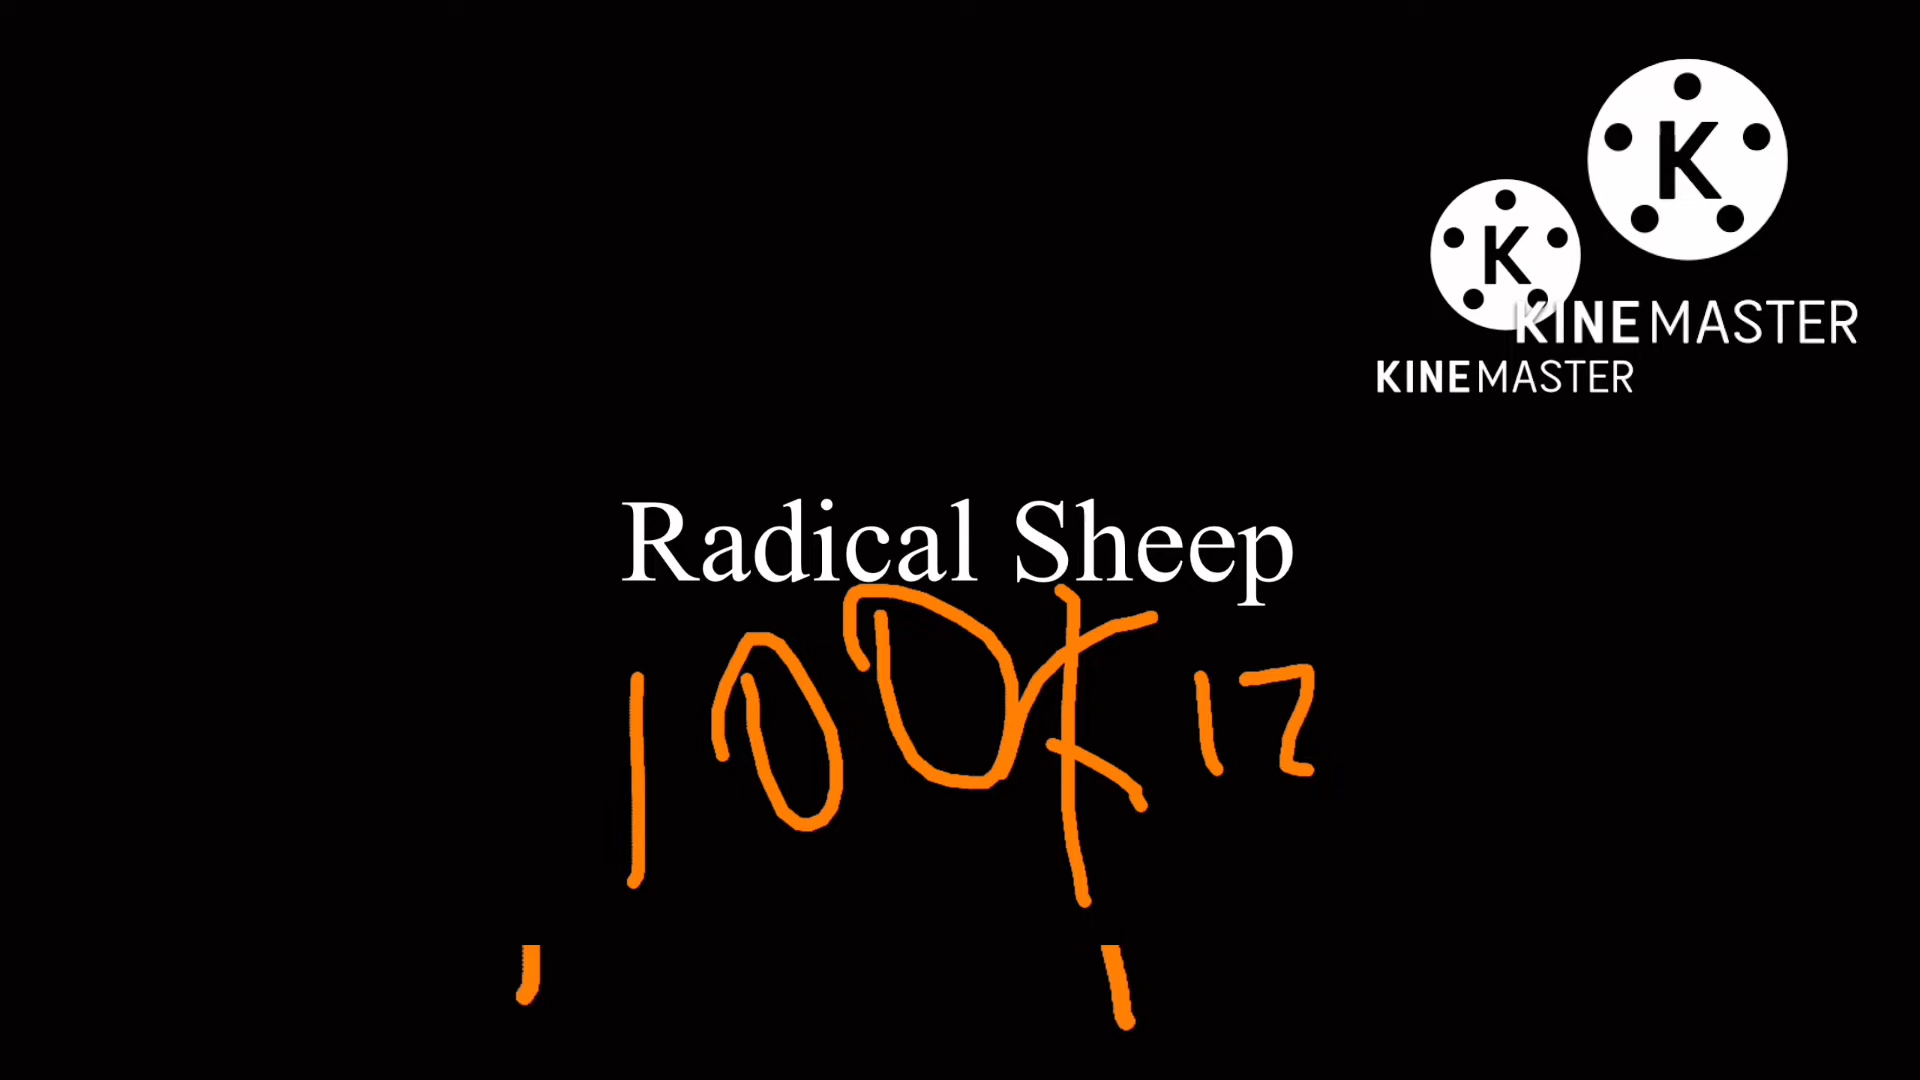 K
K
KINEMASTER
KINEMASTER
Radical Sheep
100K